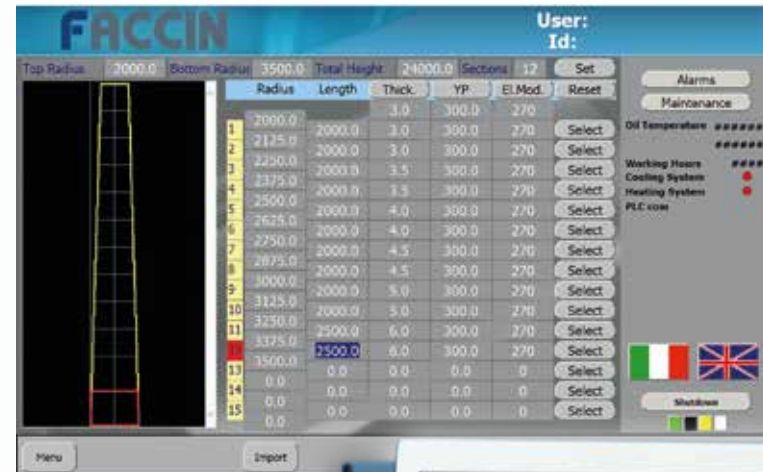 FACCIN
User:
Id:
Top Radius 2000.0 Bottom Radius 3500.0 Total Height 24000.0 Sections 12 Set
Radius Length Thick. YP El.Mod. Reset
3.0 300.0 270
2000.0
1 2000.0 3.0 300.0 270 Select
2125.0
2 2000.0 3.0 300.0 270 Select
2250.0
3 2000.0 3.5 300.0 270 Select
2375.0
4 2000.0 3.5 300.0 270 Select
2500.0
5 2000.0 4.0 300.0 270 Select
2625.0
6 2000.0 4.0 300.0 270 Select
2750.0
7 2000.0 4.5 300.0 270 Select
2875.0
8 2000.0 4.5 300.0 270 Select
3000.0
9 2000.0 5.0 300.0 270 Select
3125.0
10 2000.0 5.0 300.0 270 Select
3250.0
11 2500.0 6.0 300.0 270 Select
3375.0
2500.0 6.0 300.0 270 Select
3500.0
13 0.0 0.0 0.0 0 Select
0.0
14 0.0 0.0 0.0 0 Select
0.0
15 0.0 0.0 0.0 0 Select
0.0
Alarms
Maintenance
Oil Temperature ######
######
Working Hours ####
Cooling System
Heating System
PLC com
Shutdown
Menu
Import